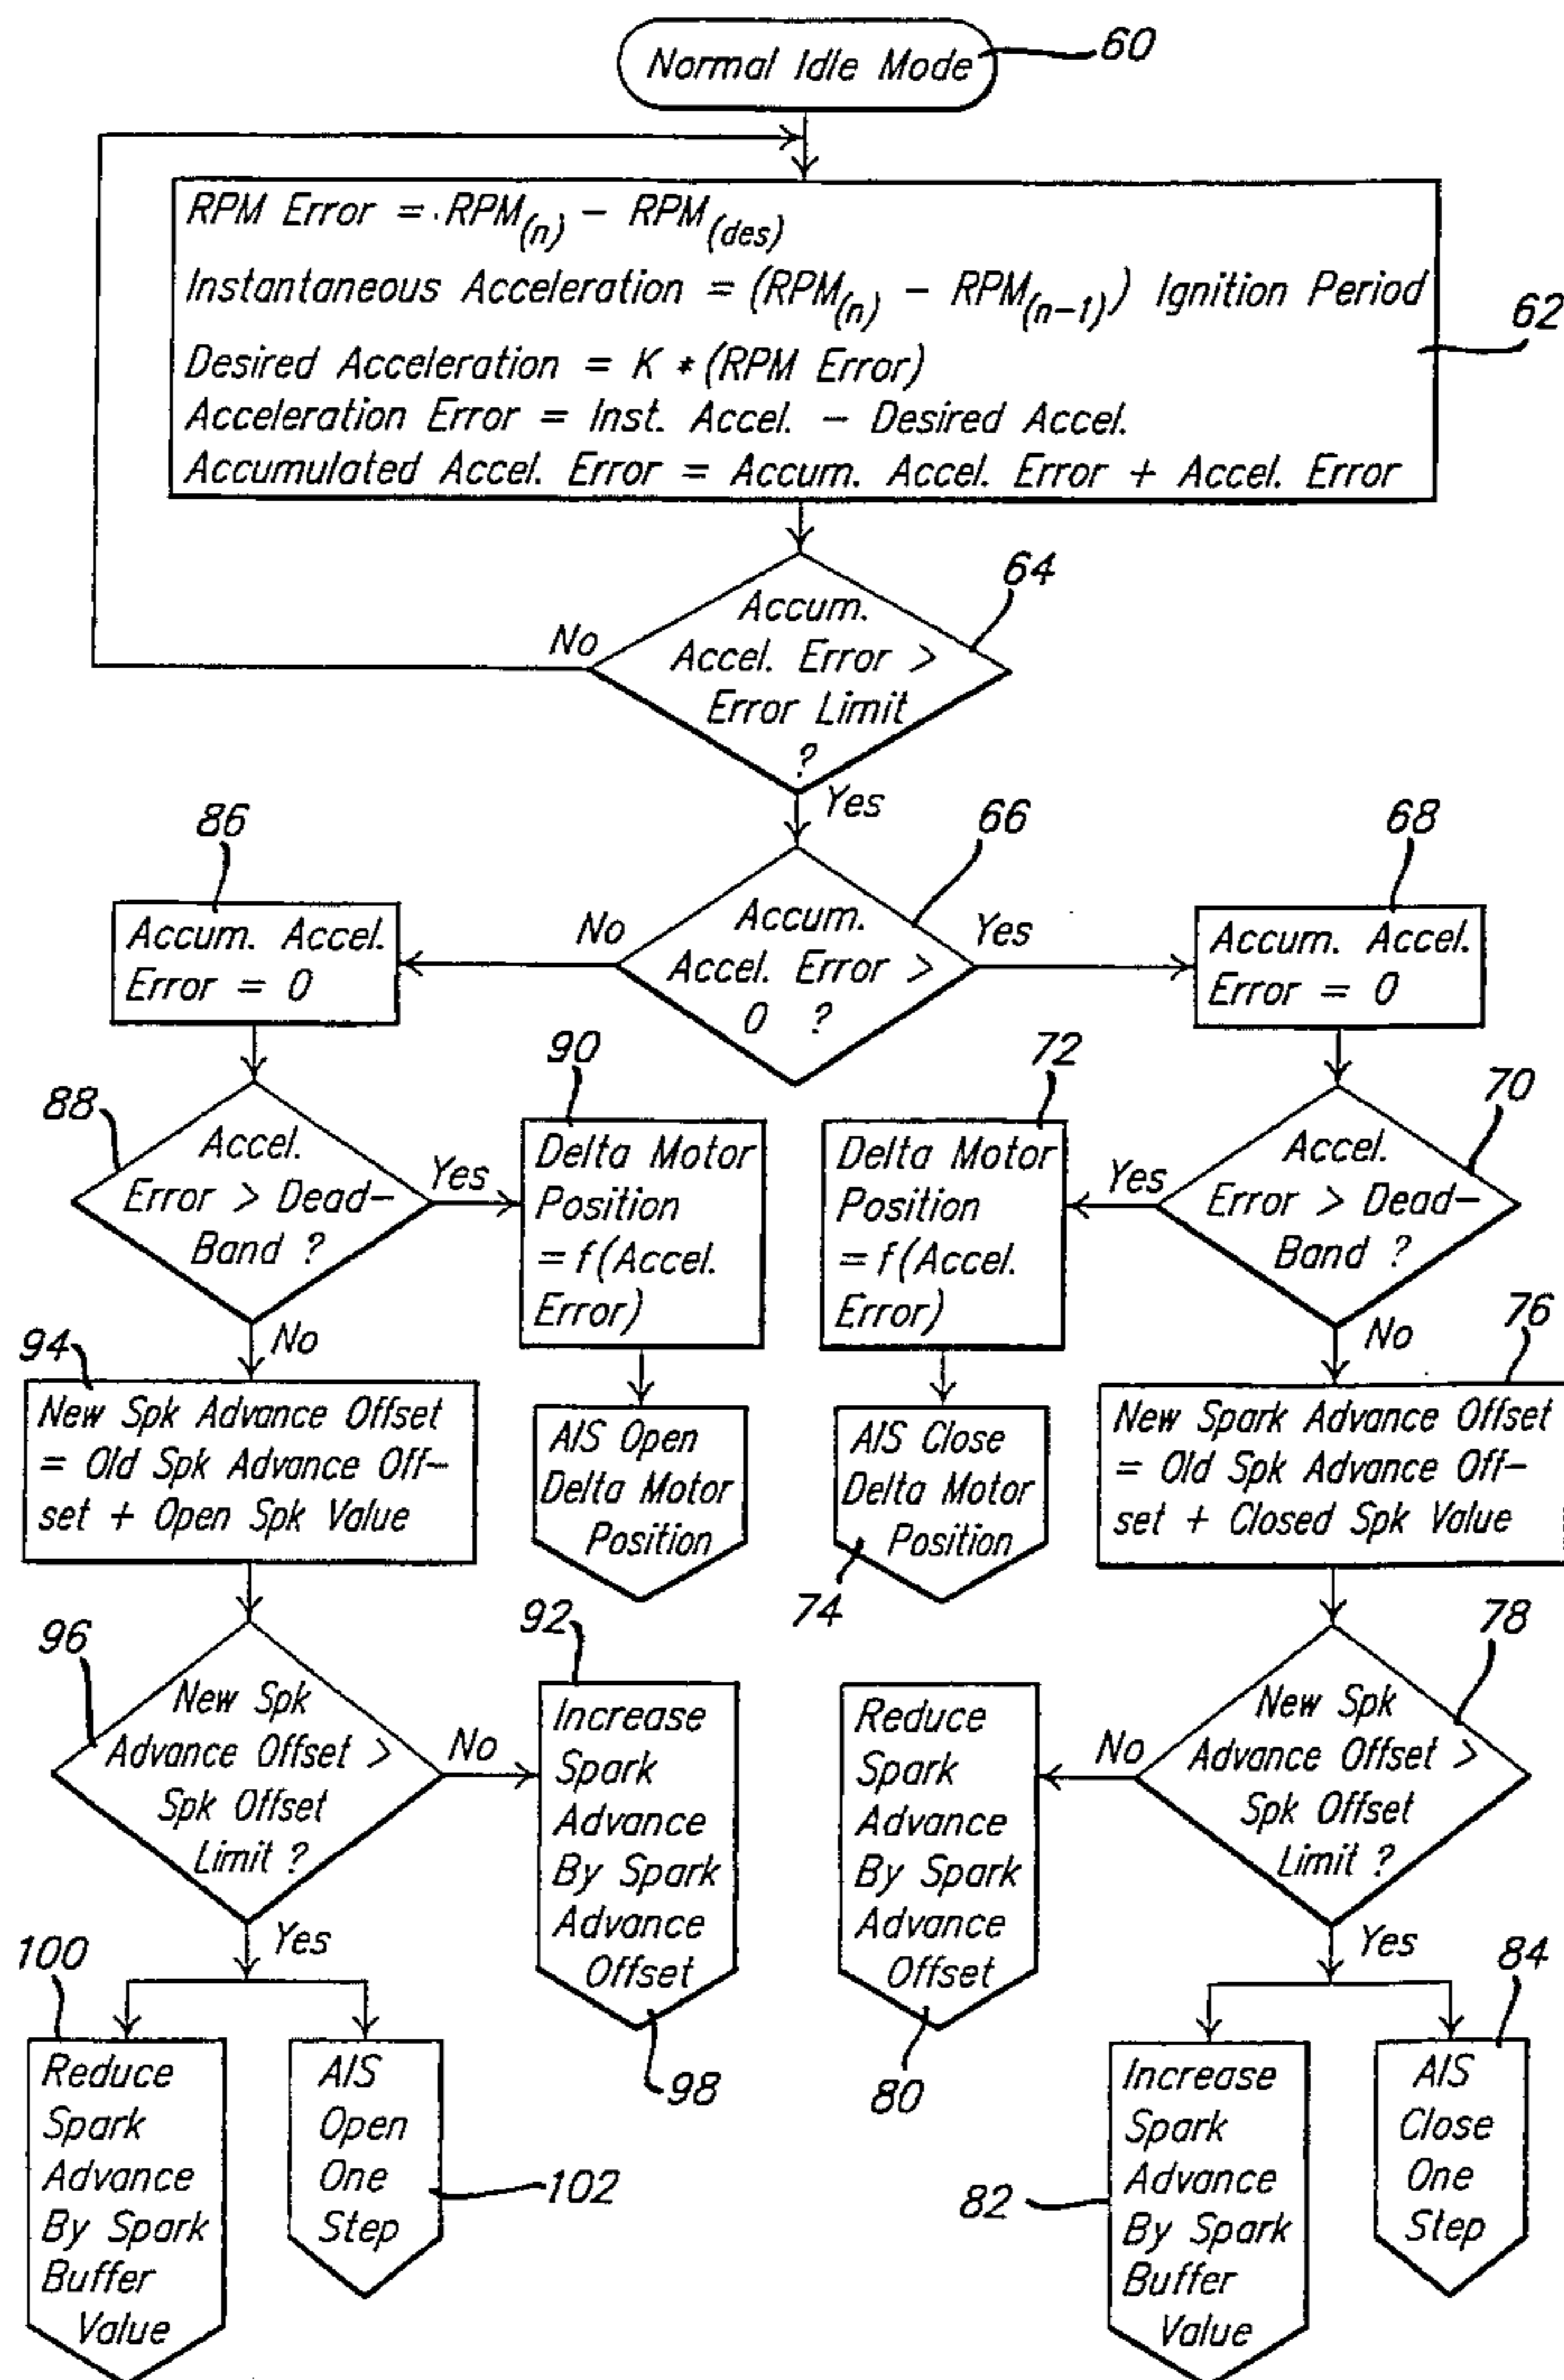 Normal Idle Mode
60
RPM Error = RPM(n) - RPM(des)
Instantaneous Acceleration = (RPM(n) - RPM(n-1)) Ignition Period
Desired Acceleration = K * (RPM Error)
Acceleration Error = Inst. Accel. - Desired Accel.
Accumulated Accel. Error = Accum. Accel. Error + Accel. Error
62
64
Accum.
Accel. Error >
Error Limit
?
No
Yes
66
Accum.
Accel. Error >
0 ?
No
Yes
86
Accum. Accel.
Error = 0
68
Accum. Accel.
Error = 0
88
Accel.
Error > Dead-
Band ?
Yes
No
90
Delta Motor
Position
= f(Accel.
Error)
72
Delta Motor
Position
= f(Accel.
Error)
70
Accel.
Error > Dead-
Band ?
Yes
No
94
New Spk Advance Offset
= Old Spk Advance Off-
set + Open Spk Value
AIS Open
Delta Motor
Position
AIS Close
Delta Motor
Position
74
76
New Spark Advance Offset
= Old Spk Advance Off-
set + Closed Spk Value
96
New Spk
Advance Offset >
Spk Offset
Limit ?
No
Yes
92
Increase
Spark
Advance
By Spark
Advance
Offset
98
Reduce
Spark
Advance
By Spark
Advance
Offset
80
78
New Spk
Advance Offset >
Spk Offset
Limit ?
No
Yes
100
Reduce
Spark
Advance
By Spark
Buffer
Value
AIS
Open
One
Step
102
82
Increase
Spark
Advance
By Spark
Buffer
Value
84
AIS
Close
One
Step